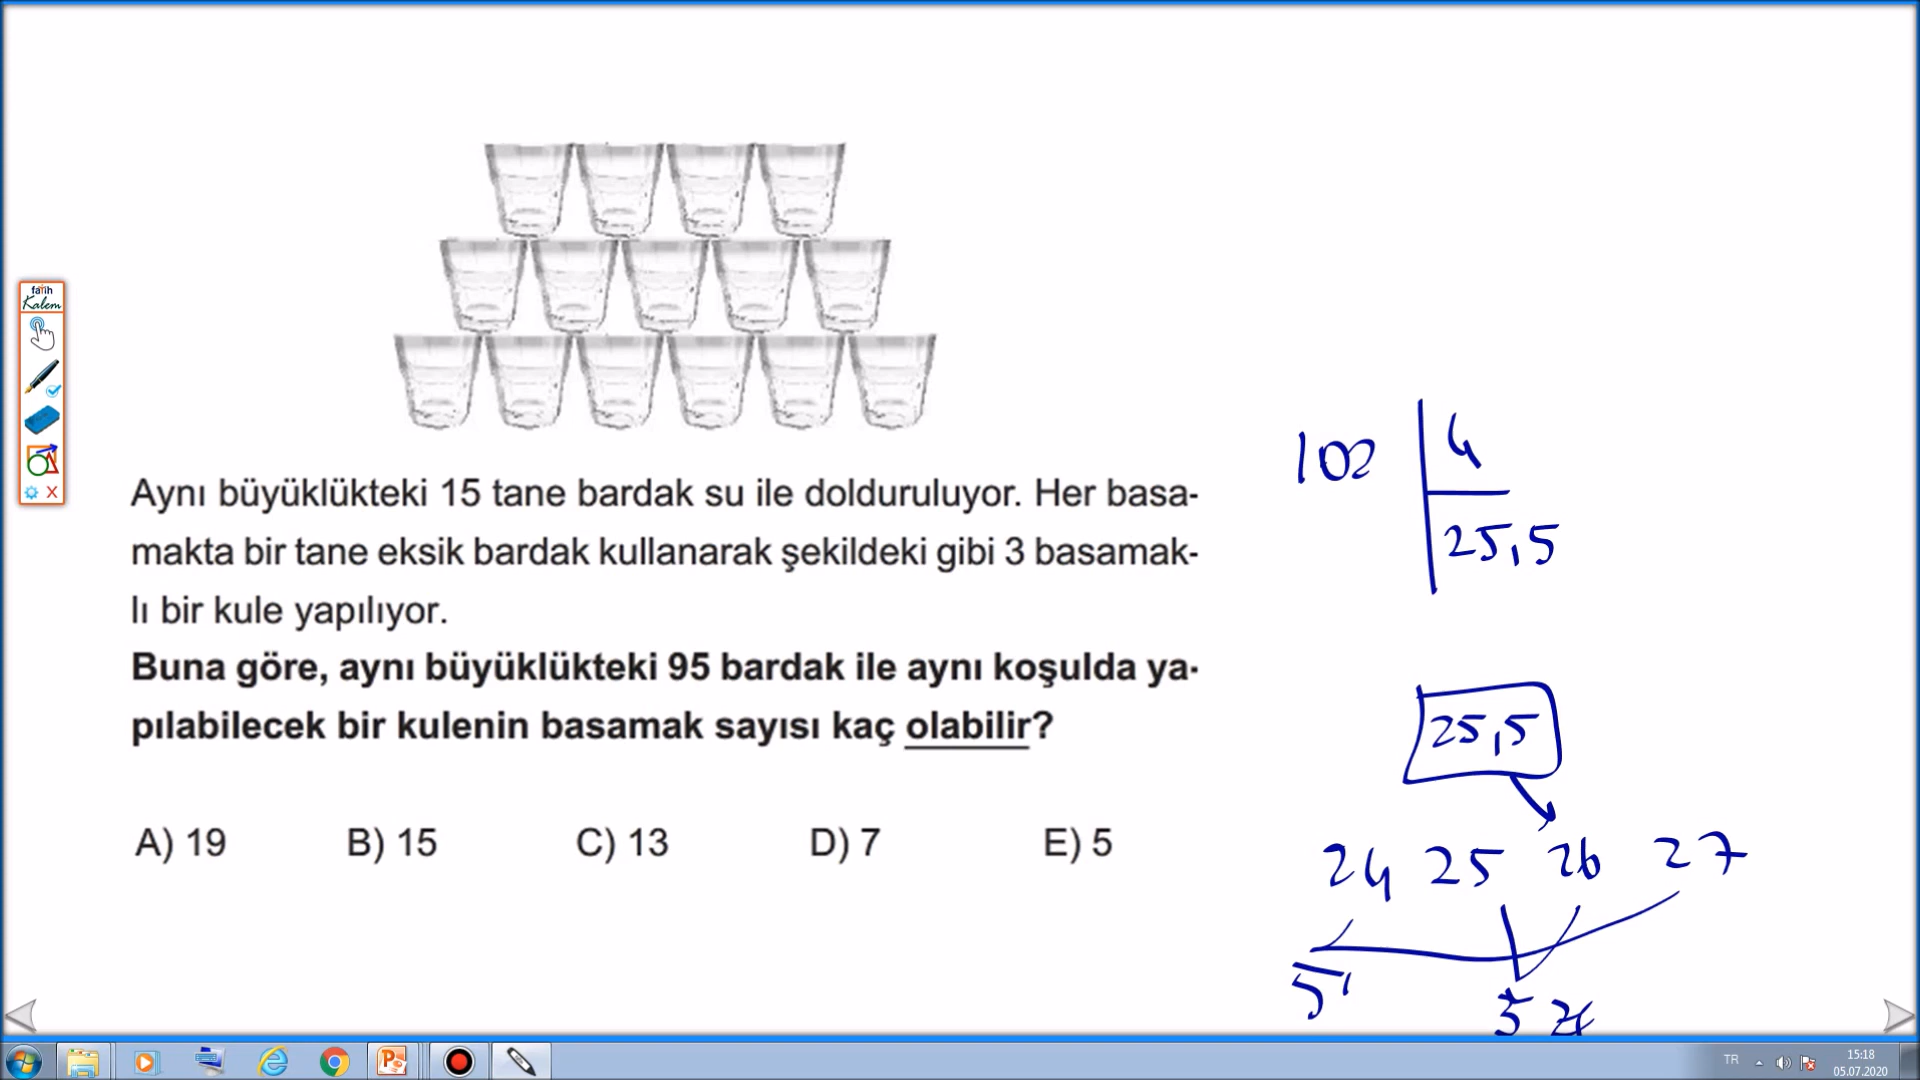 fatih
Kalem
Aynı büyüklükteki 15 tane bardak su ile dolduruluyor. Her basa-
makta bir tane eksik bardak kullanarak şekildeki gibi 3 basamak-
lı bir kule yapılıyor.
Buna göre, aynı büyüklükteki 95 bardak ile aynı koşulda ya-
pılabilecek bir kulenin basamak sayısı kaç olabilir?
A) 19 B) 15 C) 13 D) 7 E) 5
102 4
25,5
25,5
24 25 26 27
51
TR
15:18
05.07.2020